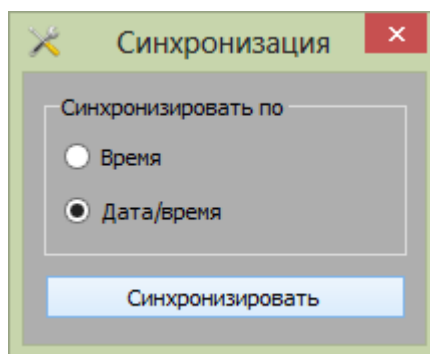 Синхронизация
Синхронизировать по
Время
Дата/время
Синхронизировать